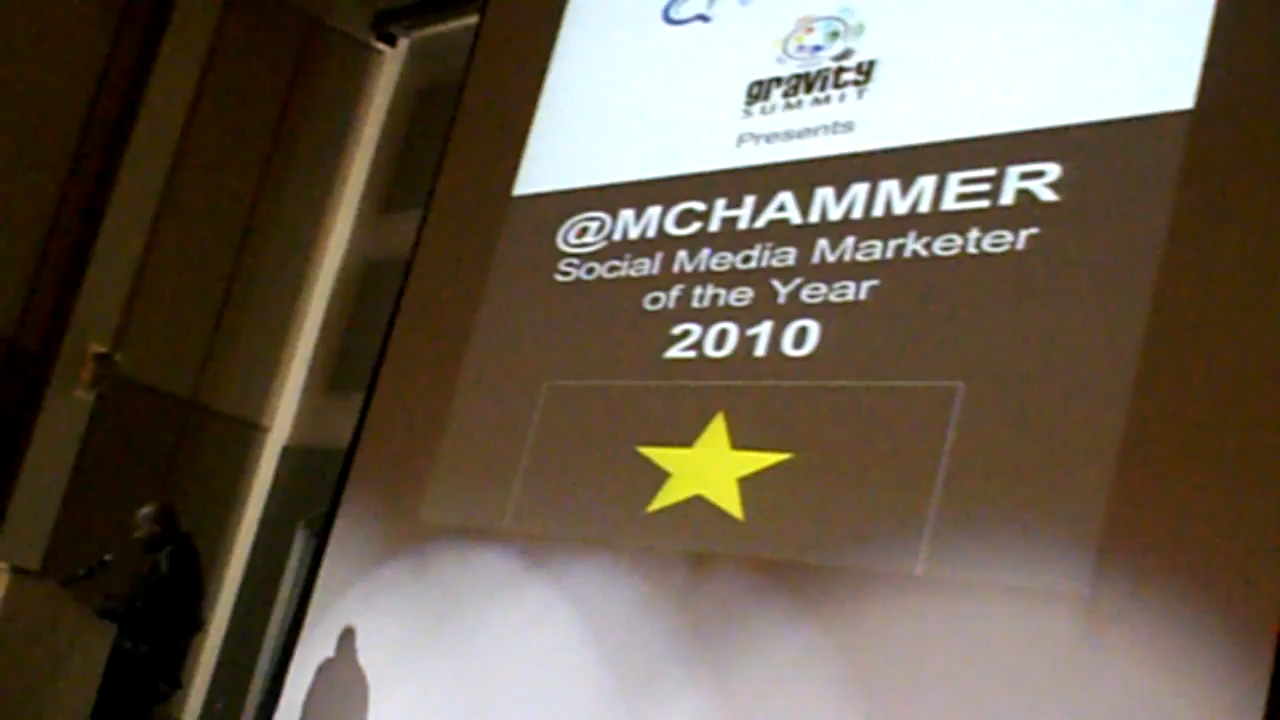 gravity
SUMMIT
Presents
@MCHAMMER
Social Media Marketer
of the Year
2010